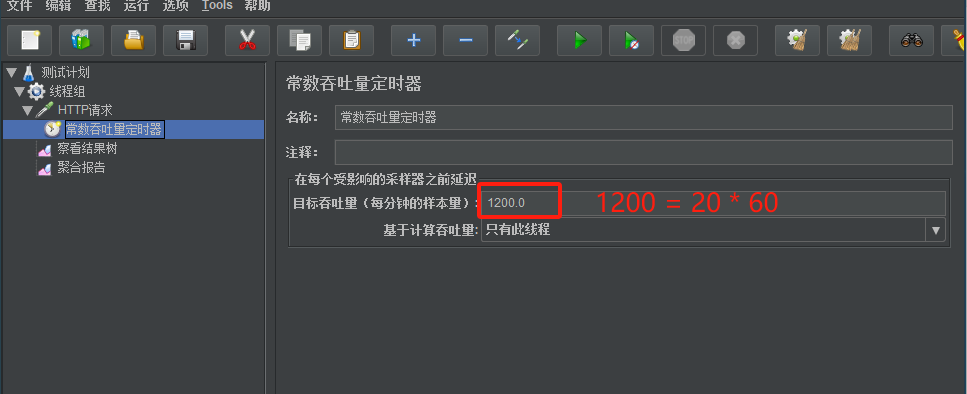 文件 编辑 查找 运行 选项 Tools 帮助
测试计划
线程组
HTTP请求
常数吞吐量定时器
察看结果树
聚合报告
常数吞吐量定时器
名称: 常数吞吐量定时器
注释:
在每个受影响的采样器之前延迟
目标吞吐量（每分钟的样本量）: 1200.0 1200 = 20 * 60
基于计算吞吐量: 只有此线程